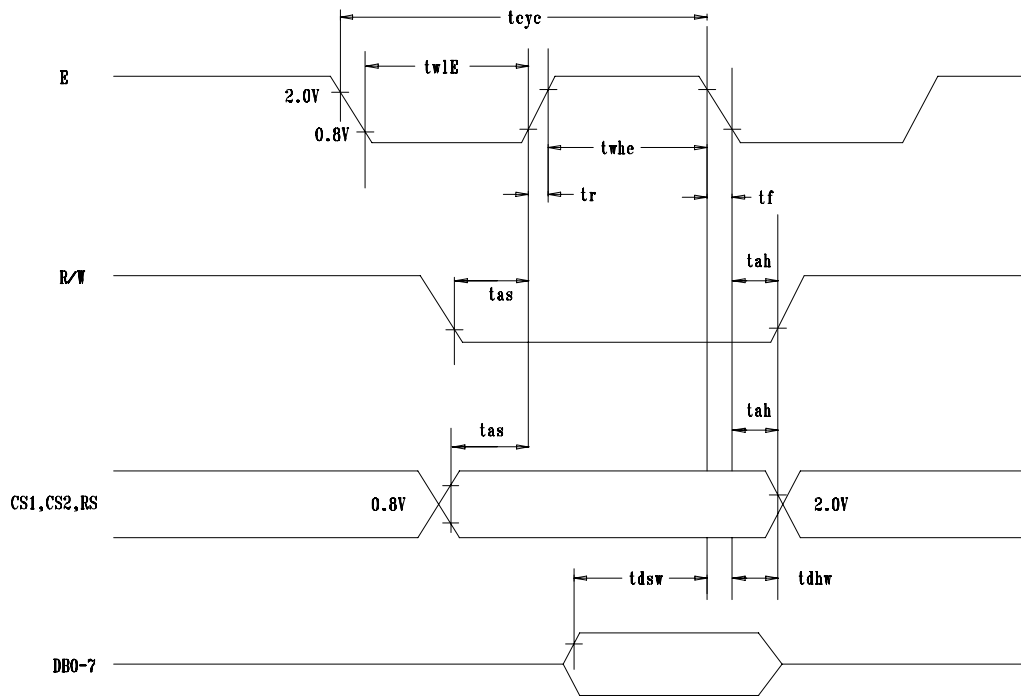 tcyc
E
twlE
2.0V
0.8V
twhe
tr
tf
R/W
tas
tah
tas
tah
CS1,CS2,RS
0.8V
2.0V
tdsw
tdhw
DB0-7